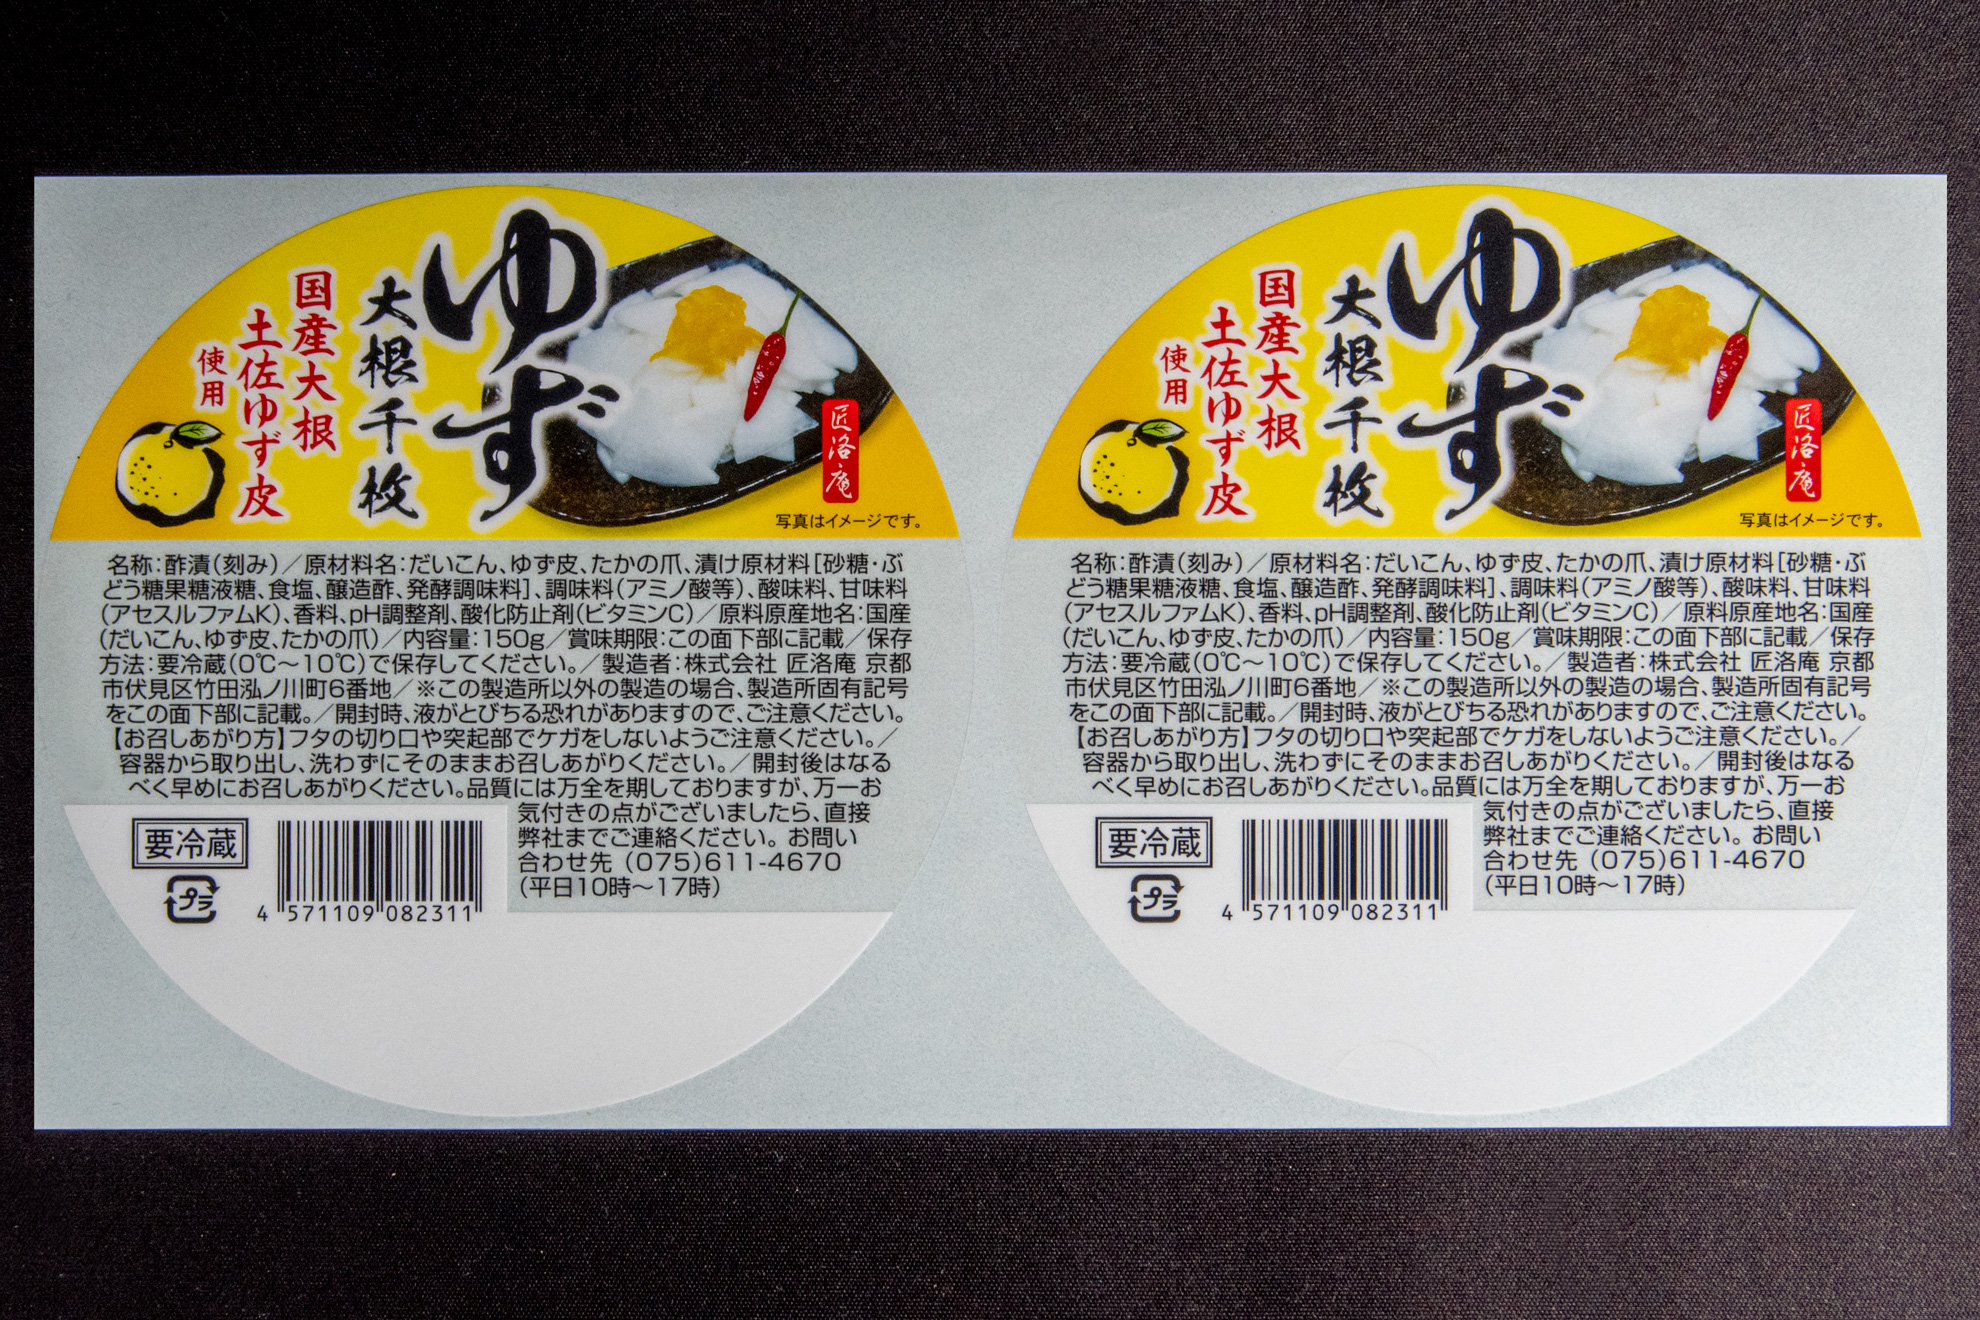 ゆず
大根千枚
国産大根
土佐ゆず皮
使用
匠洛庵
写真はイメージです。
名称:酢漬(刻み)/原材料名:だいこん、ゆず皮、たかの爪、漬け原材料[砂糖・ぶ
どう糖果糖液糖、食塩、醸造酢、発酵調味料]、調味料(アミノ酸等)、酸味料、甘味料
(アセスルファムK)、香料、pH調整剤、酸化防止剤(ビタミンC)/原料原産地名:国産
(だいこん、ゆず皮、たかの爪)/内容量:150g/賞味期限:この面下部に記載/保存
方法:要冷蔵(0℃～10℃)で保存してください。/製造者:株式会社 匠洛庵 京都
市伏見区竹田泓ノ川町6番地/※この製造所以外の製造の場合、製造所固有記号
をこの面下部に記載。/開封時、液がとびちる恐れがありますので、ご注意ください。
【お召しあがり方】フタの切り口や突起部でケガをしないようご注意ください。/
容器から取り出し、洗わずにそのままお召しあがりください。/開封後はなる
べく早めにお召しあがりください。品質には万全を期しておりますが、万一お
気付きの点がございましたら、直接
弊社までご連絡ください。お問い
合わせ先 (075)611-4670
(平日10時～17時)
要冷蔵
プラ
4 571109 082311
ゆず
大根千枚
国産大根
土佐ゆず皮
使用
匠洛庵
写真はイメージです。
名称:酢漬(刻み)/原材料名:だいこん、ゆず皮、たかの爪、漬け原材料[砂糖・ぶ
どう糖果糖液糖、食塩、醸造酢、発酵調味料]、調味料(アミノ酸等)、酸味料、甘味料
(アセスルファムK)、香料、pH調整剤、酸化防止剤(ビタミンC)/原料原産地名:国産
(だいこん、ゆず皮、たかの爪)/内容量:150g/賞味期限:この面下部に記載/保存
方法:要冷蔵(0℃～10℃)で保存してください。/製造者:株式会社 匠洛庵 京都
市伏見区竹田泓ノ川町6番地/※この製造所以外の製造の場合、製造所固有記号
をこの面下部に記載。/開封時、液がとびちる恐れがありますので、ご注意ください。
【お召しあがり方】フタの切り口や突起部でケガをしないようご注意ください。/
容器から取り出し、洗わずにそのままお召しあがりください。/開封後はなる
べく早めにお召しあがりください。品質には万全を期しておりますが、万一お
気付きの点がございましたら、直接
弊社までご連絡ください。お問い
合わせ先 (075)611-4670
(平日10時～17時)
要冷蔵
プラ
4 571109 082311